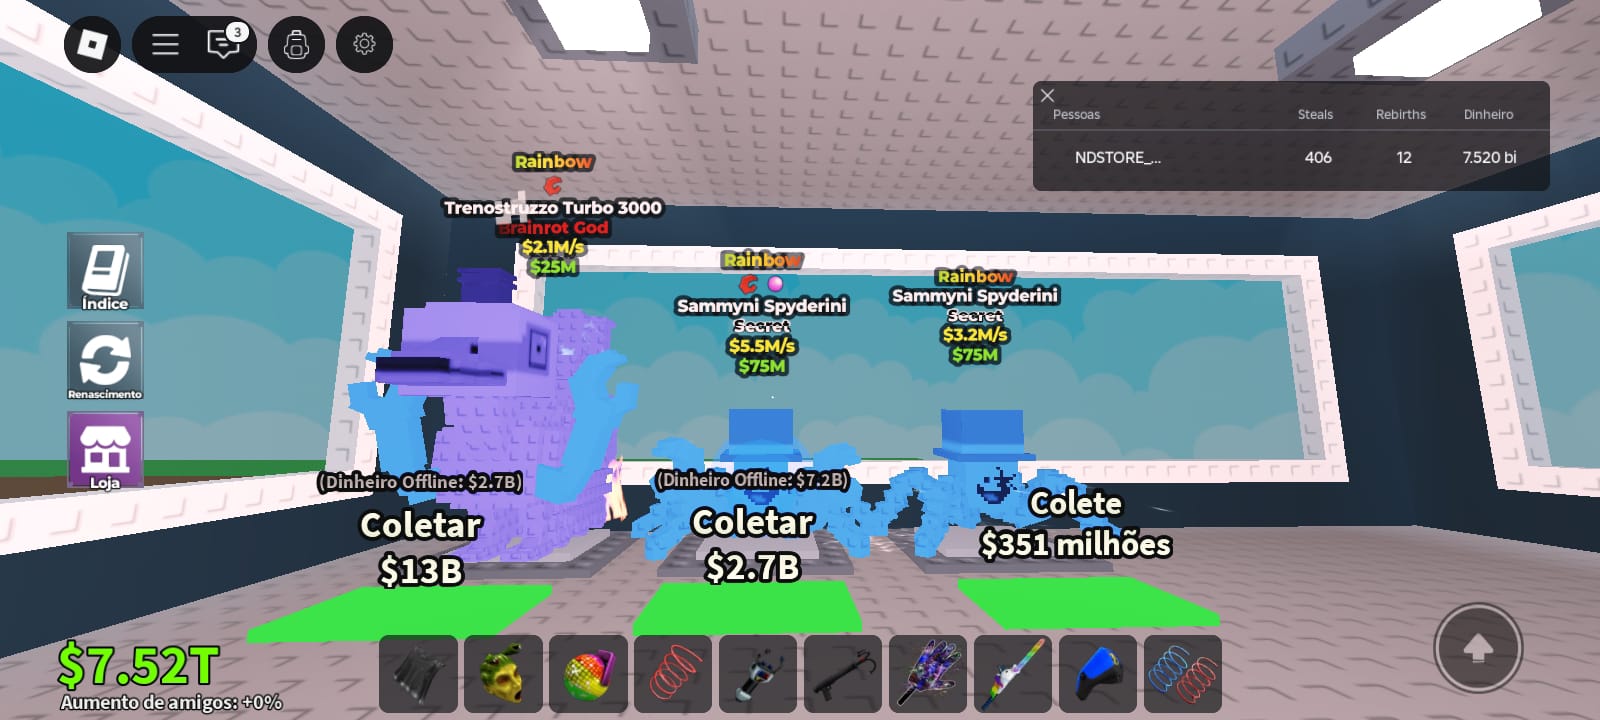 3
Pessoas Steals Rebirths Dinheiro
NDSTORE_... 406 12 7.520 bi
Rainbow
Trenostruzzo Turbo 3000
Brainrot God
$2.1M/s
$25M
Rainbow
Sammyni Spyderini
Secret
$5.5M/s
$75M
Rainbow
Sammyni Spyderini
Secret
$3.2M/s
$75M
Índice
Renascimento
Loja
(Dinheiro Offline: $2.7B)
Coletar
$13B
(Dinheiro Offline: $7.2B)
Coletar
$2.7B
Colete
$351 milhões
$7.52T
Aumento de amigos: +0%